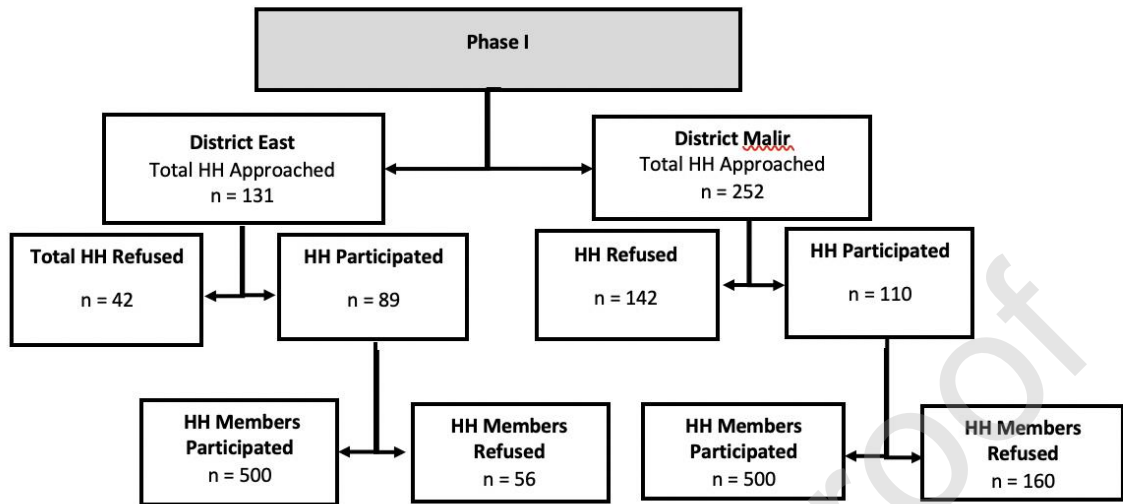 Phase I
District East
Total HH Approached
n = 131
District Malir
Total HH Approached
n = 252
Total HH Refused
n = 42
HH Participated
n = 89
HH Refused
n = 142
HH Participated
n = 110
HH Members
Participated
n = 500
HH Members
Refused
n = 56
HH Members
Participated
n = 500
HH Members
Refused
n = 160
roof